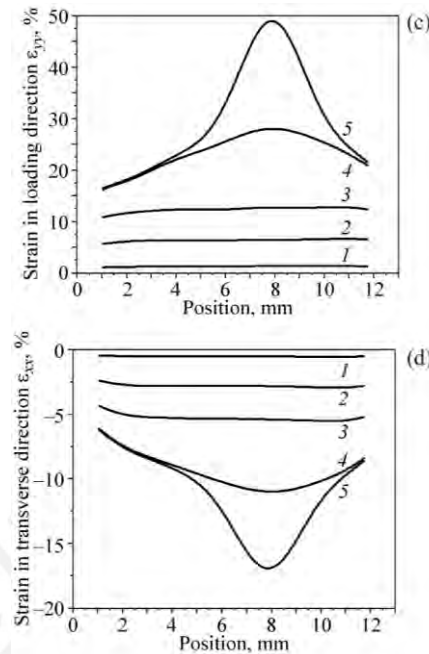 50
(c)
40
30
20
10
0
Strain in loading direction εyy, %
5
4
3
2
1
0 2 4 6 8 10 12
Position, mm
0
(d)
−5
−10
−15
−20
Strain in transverse direction εxx, %
1
2
3
4
5
0 2 4 6 8 10 12
Position, mm